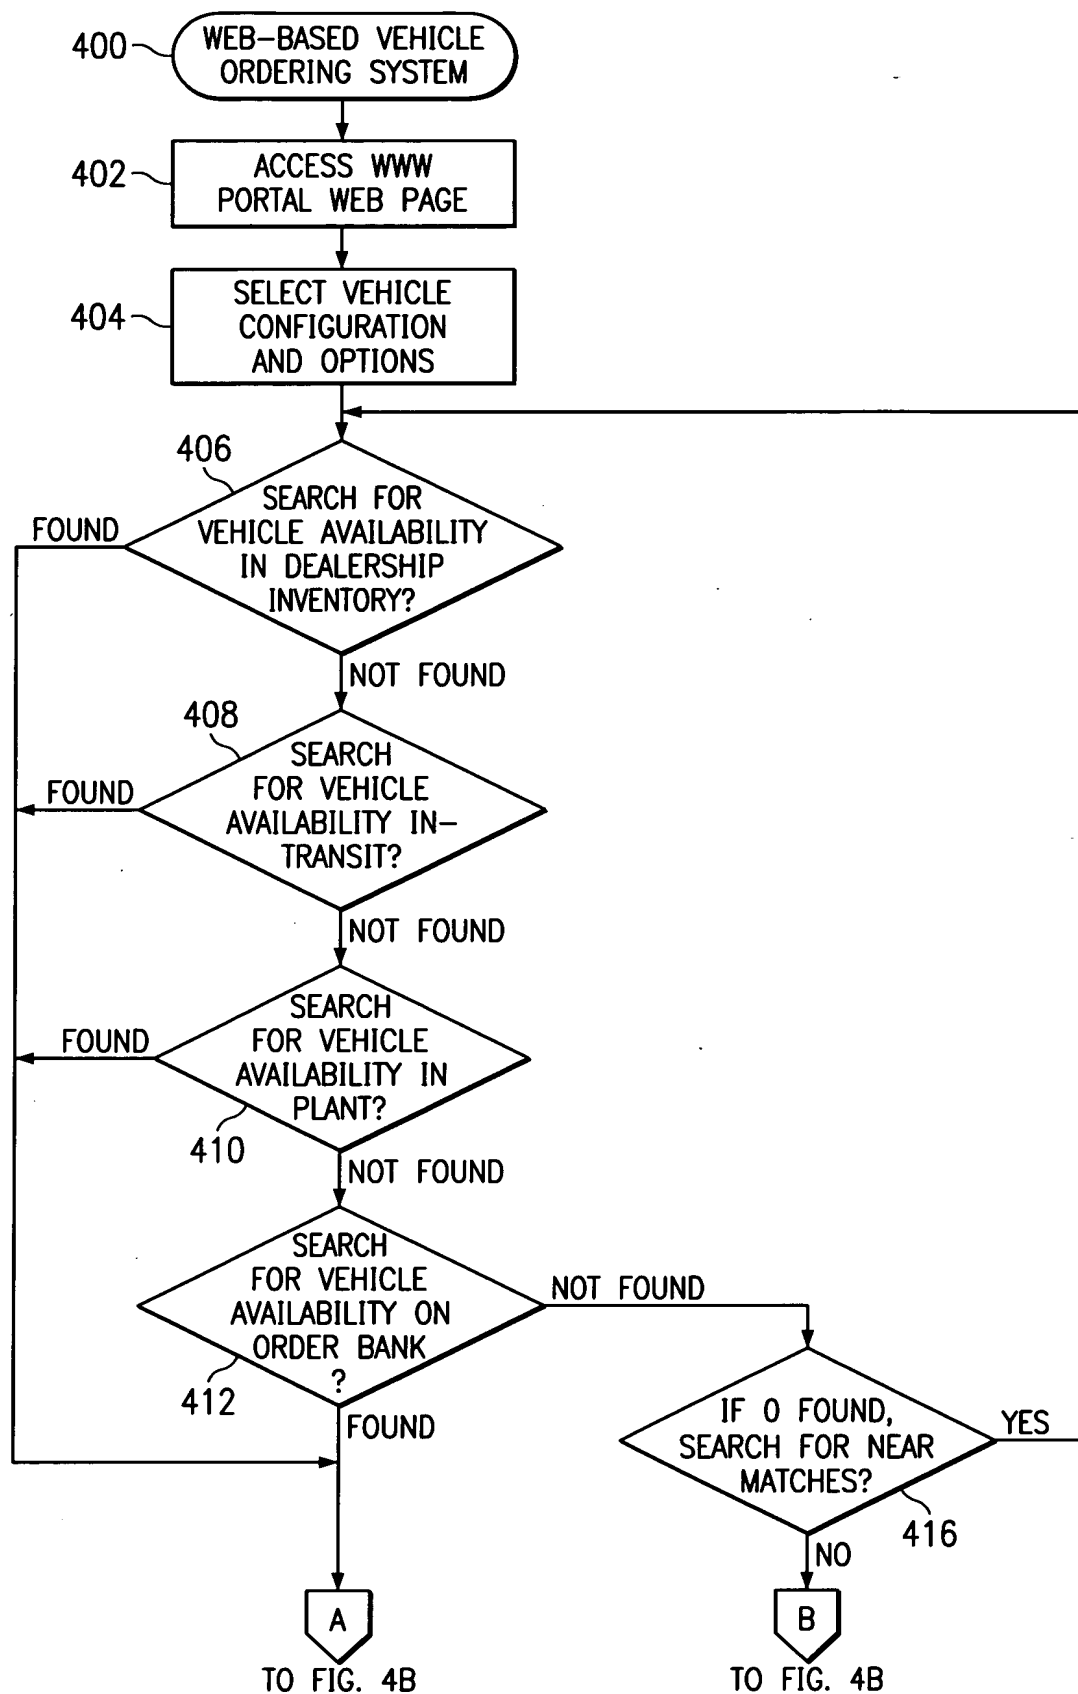 400
WEB-BASED VEHICLE
ORDERING SYSTEM
402
ACCESS WWW
PORTAL WEB PAGE
404
SELECT VEHICLE
CONFIGURATION
AND OPTIONS
406
SEARCH FOR
VEHICLE AVAILABILITY
IN DEALERSHIP
INVENTORY?
FOUND
NOT FOUND
408
SEARCH
FOR VEHICLE
AVAILABILITY IN-
TRANSIT?
FOUND
NOT FOUND
SEARCH
FOR VEHICLE
AVAILABILITY IN
PLANT?
FOUND
410
NOT FOUND
SEARCH
FOR VEHICLE
AVAILABILITY ON
ORDER BANK
?
412
NOT FOUND
FOUND
IF 0 FOUND,
SEARCH FOR NEAR
MATCHES?
YES
416
NO
A
TO FIG. 4B
B
TO FIG. 4B